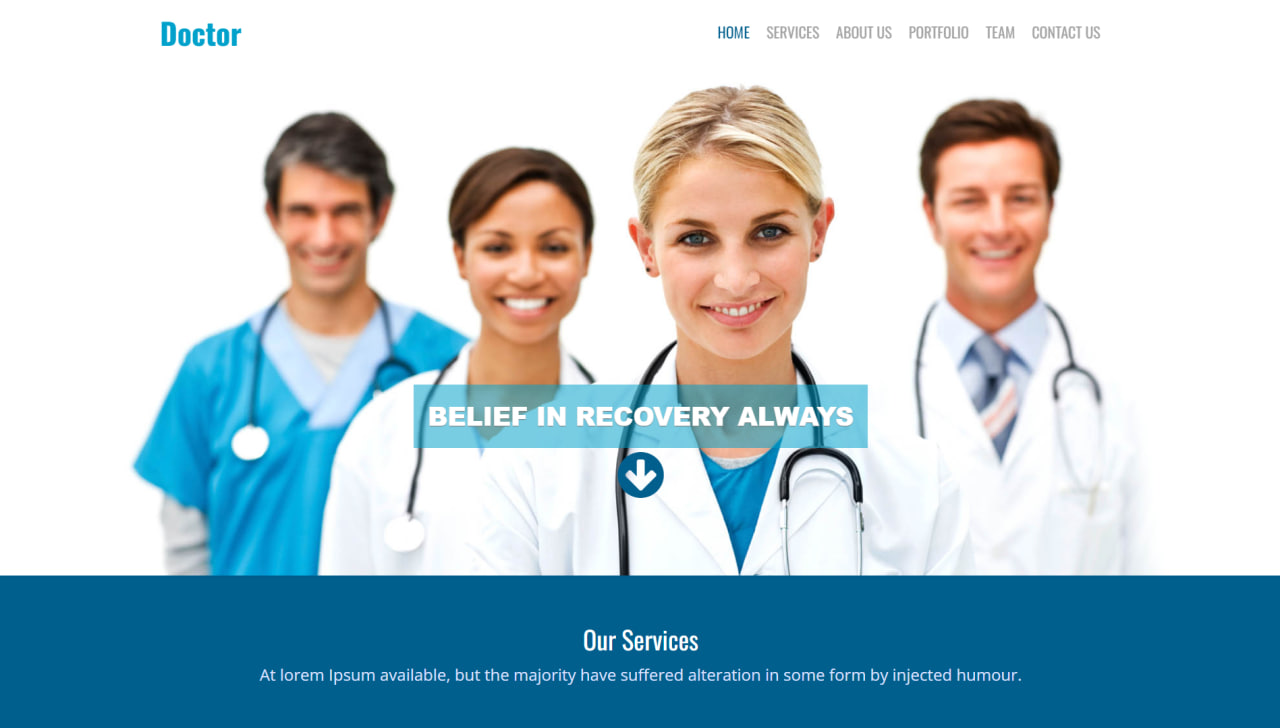 Doctor
HOME SERVICES ABOUT US PORTFOLIO TEAM CONTACT US
BELIEF IN RECOVERY ALWAYS
Our Services
At lorem Ipsum available, but the majority have suffered alteration in some form by injected humour.